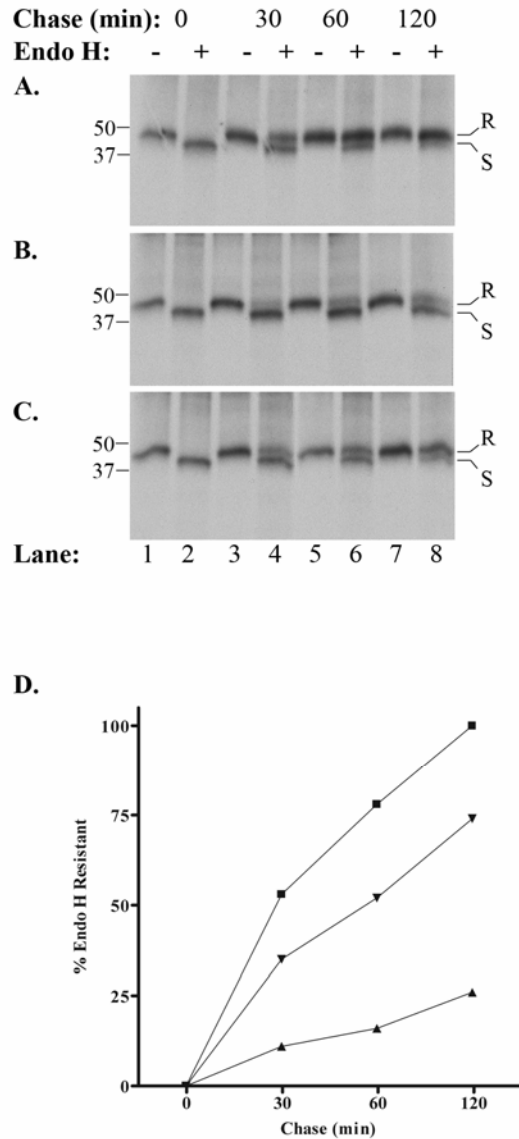 Chase (min): 0 30 60 120
Endo H: - + - + - + - +
A.
50
37
R
S
B.
50
37
R
S
C.
50
37
R
S
Lane: 1 2 3 4 5 6 7 8
D.
100
75
50
25
0
% Endo H Resistant
0 30 60 120
Chase (min)